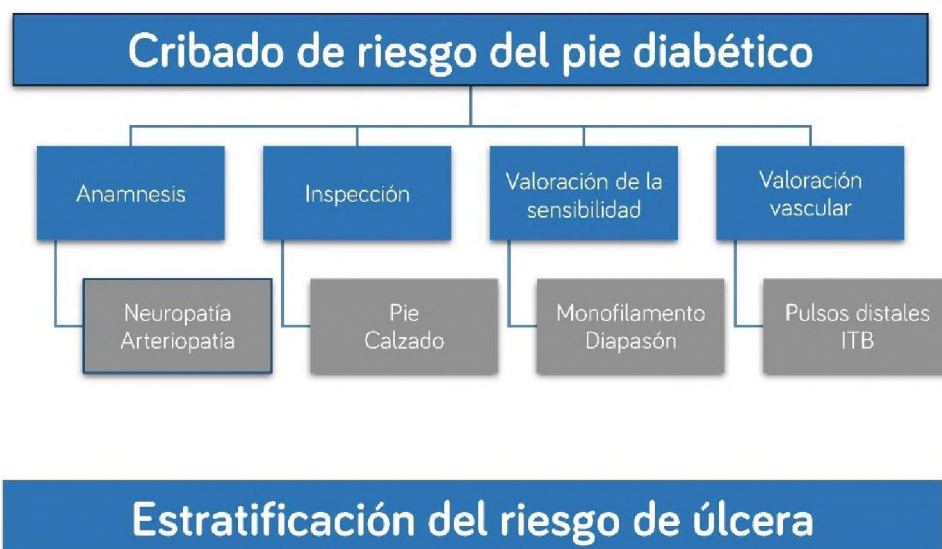 Cribado de riesgo del pie diabético
Anamnesis
Inspección
Valoración de la
sensibilidad
Valoración
vascular
Neuropatía
Arteriopatía
Pie
Calzado
Monofilamento
Diapasón
Pulsos distales
ITB
Estratificación del riesgo de úlcera